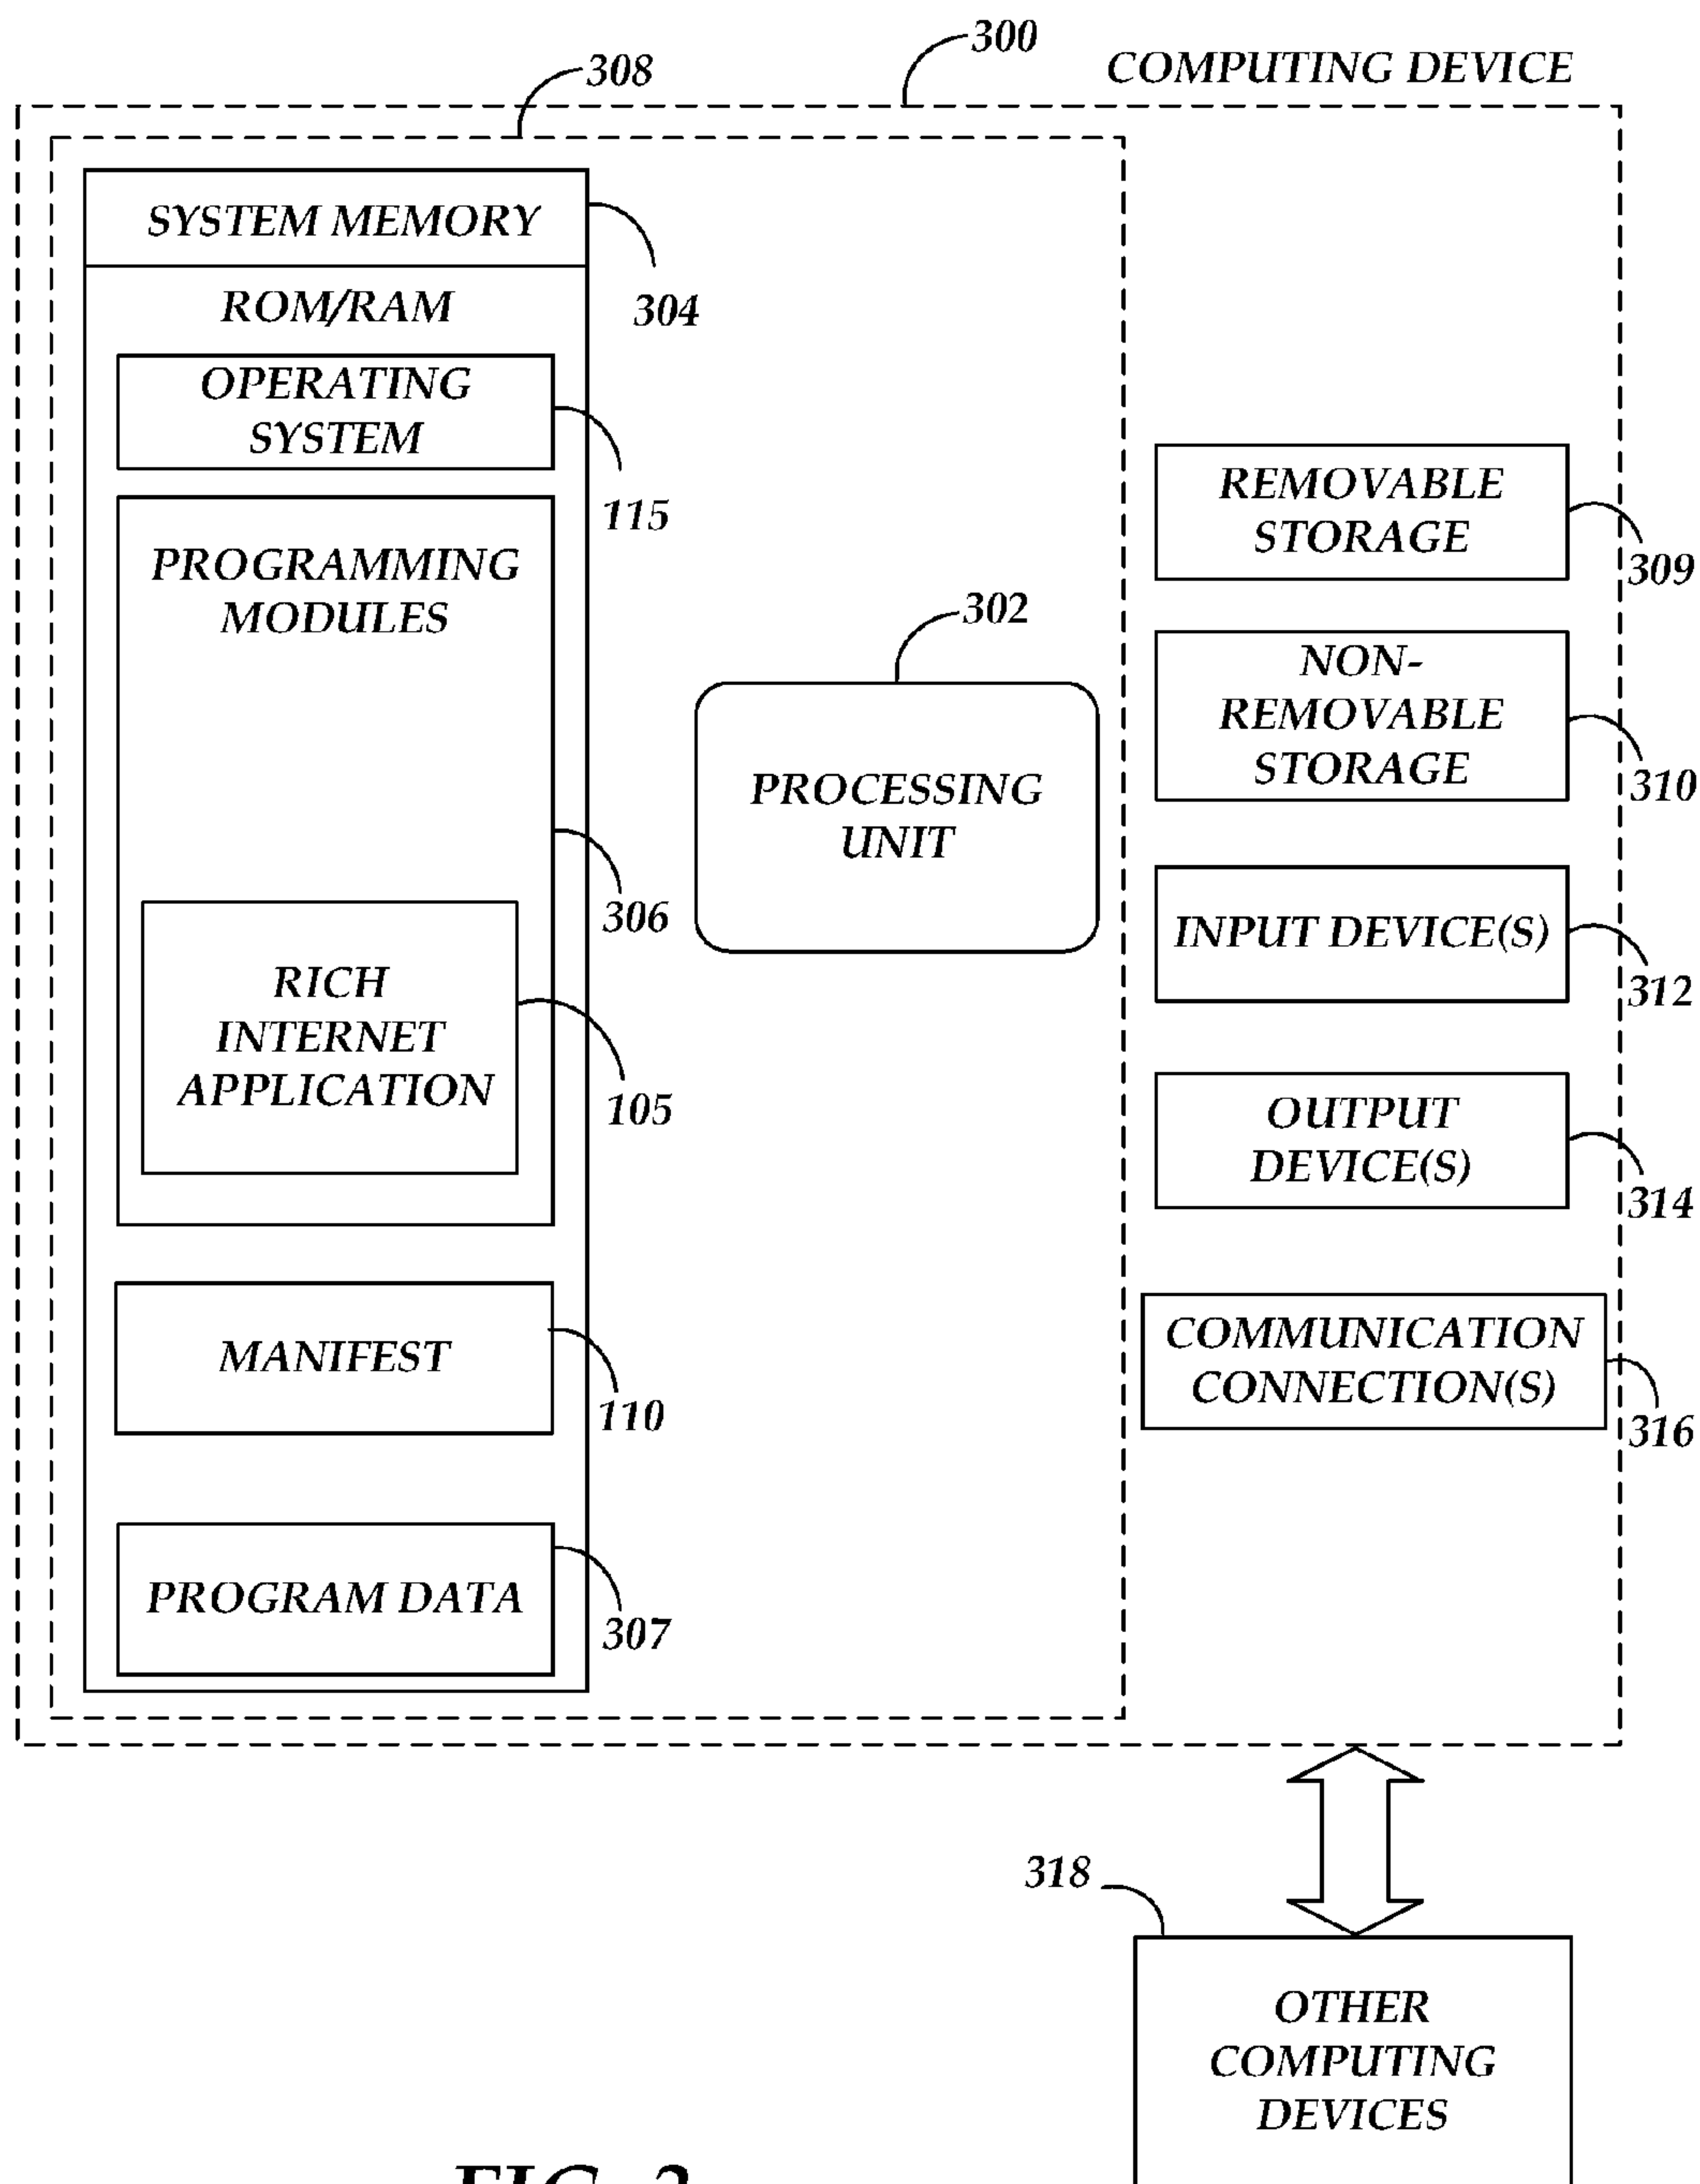 300
308
COMPUTING DEVICE
SYSTEM MEMORY
304
ROM/RAM
OPERATING
SYSTEM
115
PROGRAMMING
MODULES
306
RICH
INTERNET
APPLICATION
105
MANIFEST
110
PROGRAM DATA
307
302
PROCESSING
UNIT
REMOVABLE
STORAGE
309
NON-
REMOVABLE
STORAGE
310
INPUT DEVICE(S)
312
OUTPUT
DEVICE(S)
314
COMMUNICATION
CONNECTION(S)
316
318
OTHER
COMPUTING
DEVICES
FIG.